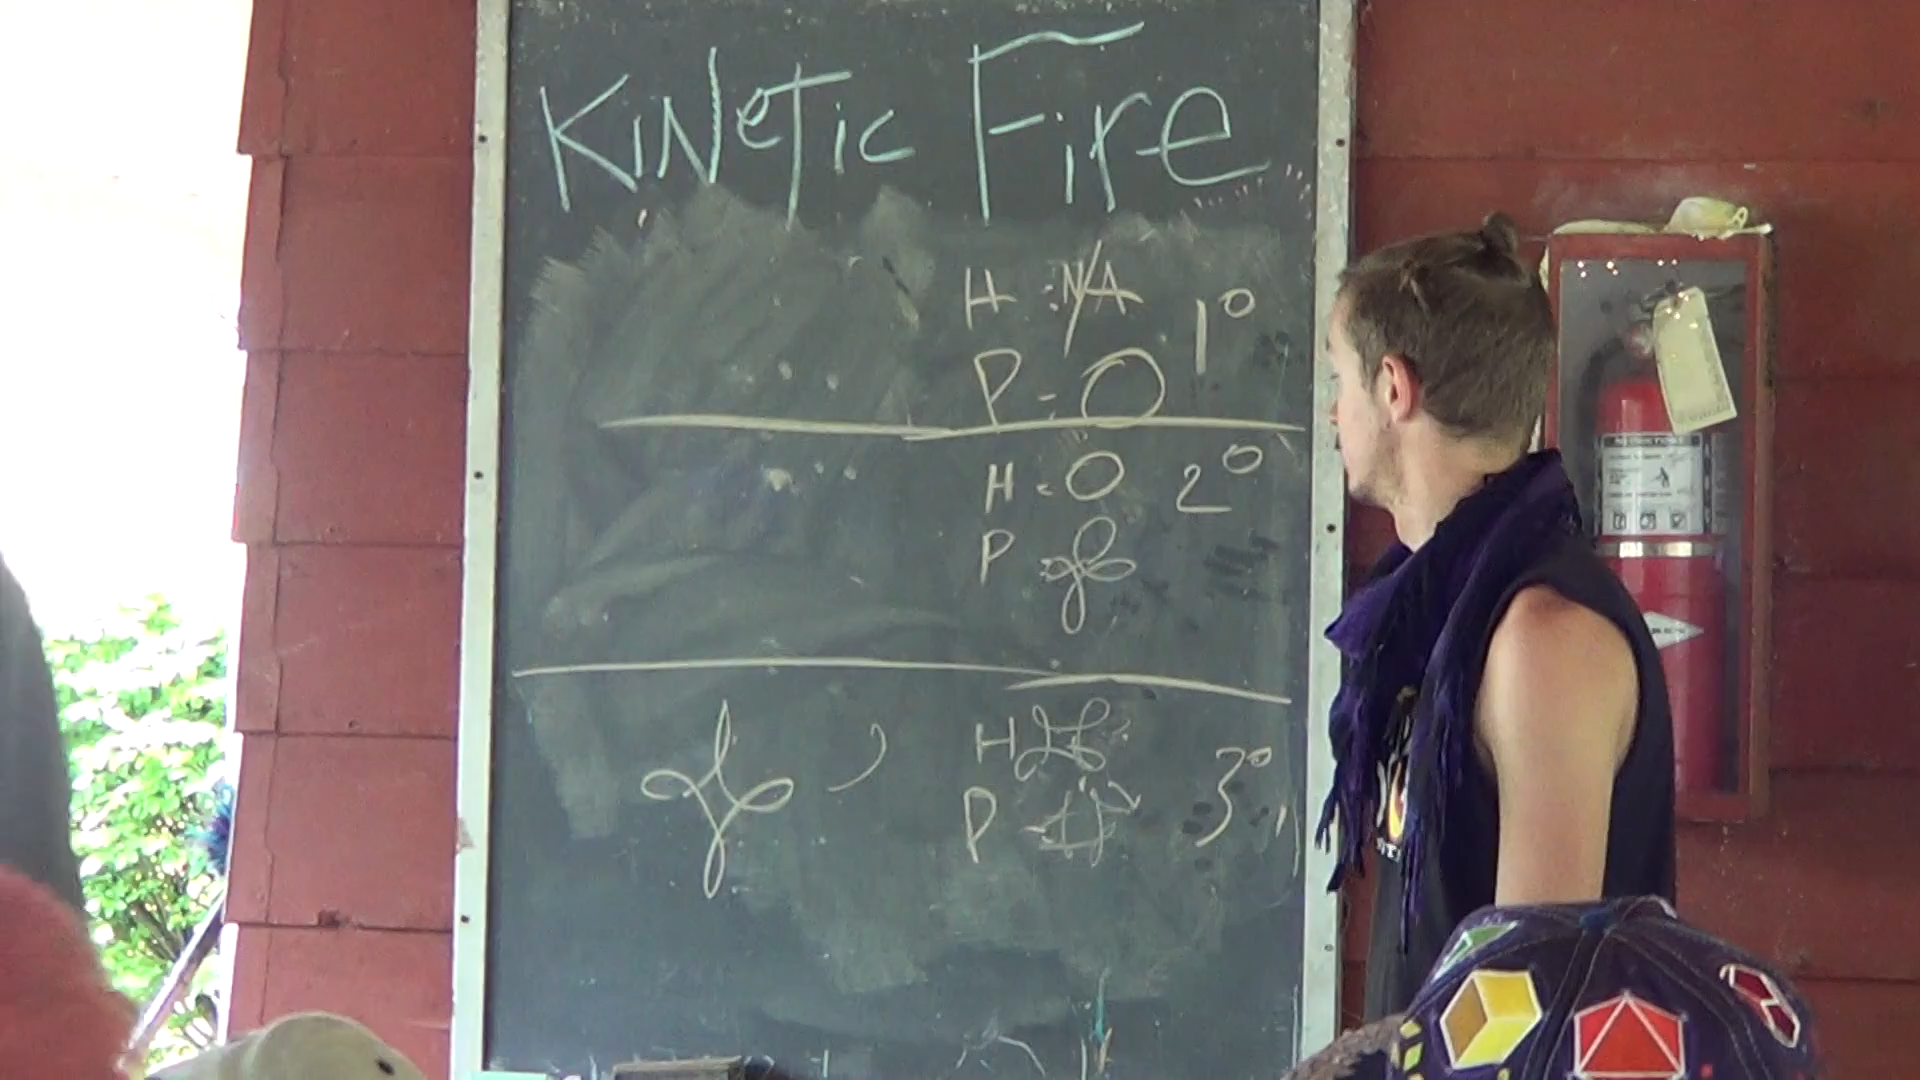 KiNeTic Fire
H : N/A 1°
P - O
H - O 2°
P
H
P 3°